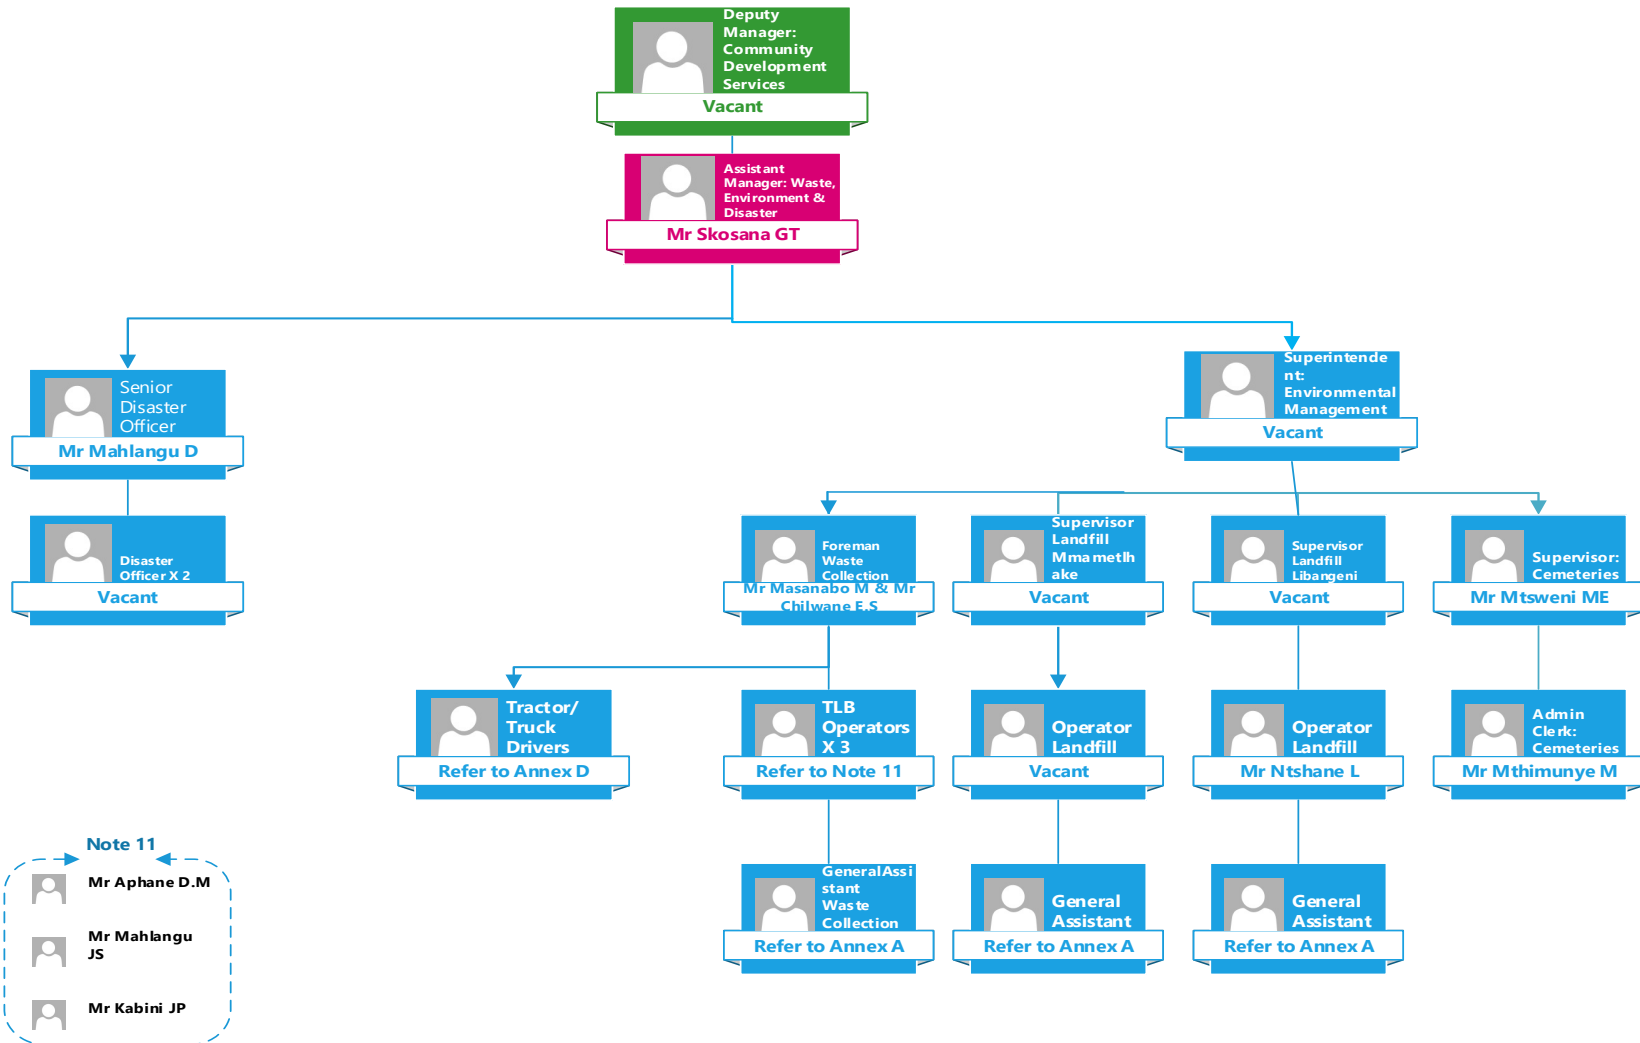 Deputy
Manager:
Community
Development
Services
Vacant
Assistant
Manager: Waste,
Environment &
Disaster
Mr Skosana GT
Senior
Disaster
Officer
Mr Mahlangu D
Superintende
nt:
Environmental
Management
Vacant
Disaster
Officer X 2
Vacant
Foreman
Waste
Collection
Mr Masanabo M & Mr
Chilwane E.S
Supervisor
Landfill
Mmametlh
ake
Vacant
Supervisor
Landfill
Libangeni
Vacant
Supervisor:
Cemeteries
Mr Mtsweni ME
Tractor/
Truck
Drivers
Refer to Annex D
TLB
Operators
X 3
Refer to Note 11
Operator
Landfill
Vacant
Operator
Landfill
Mr Ntshane L
Admin
Clerk:
Cemeteries
Mr Mthimunye M
GeneralAssi
stant
Waste
Collection
Refer to Annex A
General
Assistant
Refer to Annex A
General
Assistant
Refer to Annex A
Note 11
Mr Aphane D.M
Mr Mahlangu
JS
Mr Kabini JP